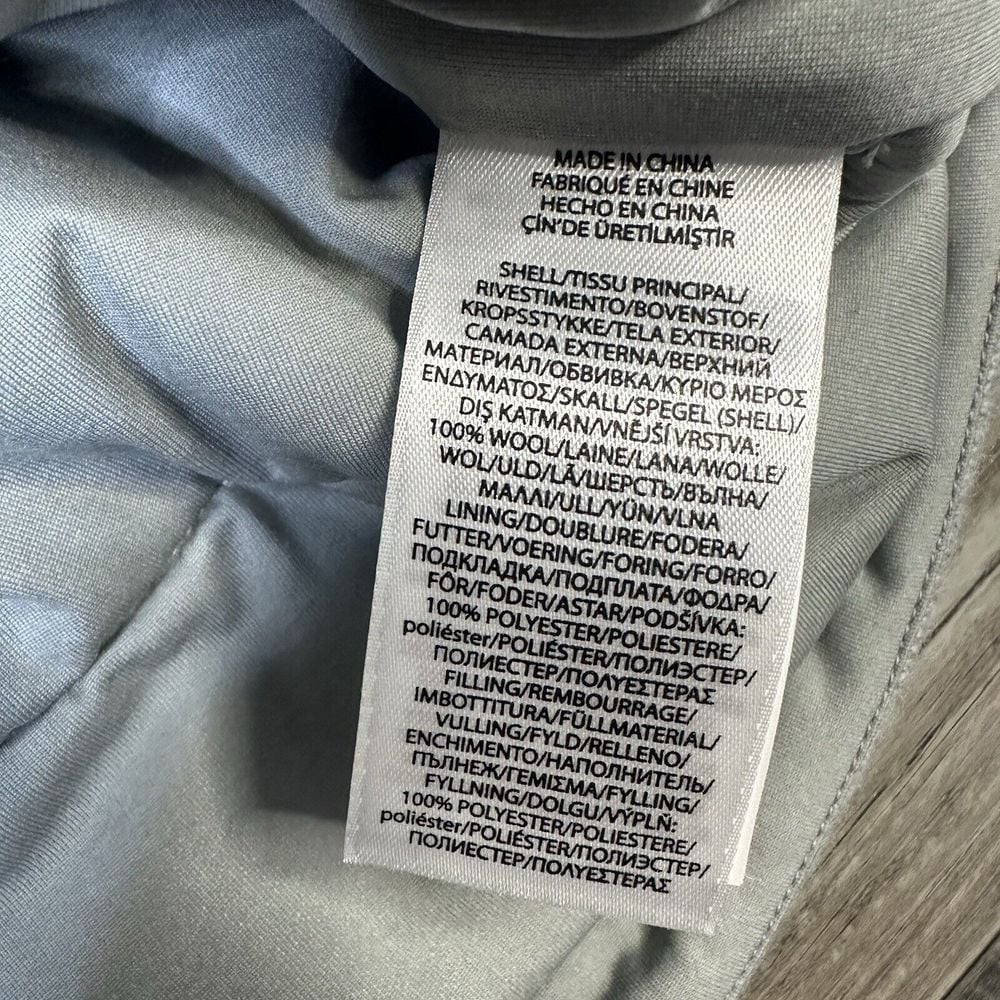 MADE IN CHINA
FABRIQUÉ EN CHINE
HECHO EN CHINA
ÇİN'DE ÜRETİLMİŞTİR
SHELL/TISSU PRINCIPAL/
RIVESTIMENTO/BOVENSTOF/
KROPSSTYKKE/TELA EXTERIOR/
CAMADA EXTERNA/ВЕРХНИЙ
МАТЕРИАЛ/ОБВИВКА/ΚΥΡΙΟ ΜΕΡΟΣ
ΕΝΔΥΜΑΤΟΣ/SKALL/SPEGEL (SHELL)/
DIŞ KATMAN/VNĚJŠÍ VRSTVA:
100% WOOL/LAINE/LANA/WOLLE/
WOL/ULD/LÃ/ШЕРСТЬ/ВЪЛНА/
ΜΑΛΛΙ/ULL/YÜN/VLNA
LINING/DOUBLURE/FODERA/
FUTTER/VOERING/FORING/FORRO/
ПОДКЛАДКА/ПОДПЛАТА/ΦΟΔΡΑ/
FÔR/FODER/ASTAR/PODŠÍVKA:
100% POLYESTER/POLIESTERE/
poliéster/POLIÉSTER/ПОЛИЭСТЕР/
ПОЛИЕСТЕР/ΠΟΛΥΕΣΤΕΡΑΣ
FILLING/REMBOURRAGE/
IMBOTTITURA/FÜLLMATERIAL/
VULLING/FYLD/RELLENO/
ENCHIMENTO/НАПОЛНИТЕЛЬ/
ПЪЛНЕЖ/ΓΕΜΙΣΜΑ/FYLLING/
FYLLNING/DOLGU/VÝPLŇ:
100% POLYESTER/POLIESTERE/
poliéster/POLIÉSTER/ПОЛИЭСТЕР/
ПОЛИЕСТЕР/ΠΟΛΥΕΣΤΕΡΑΣ